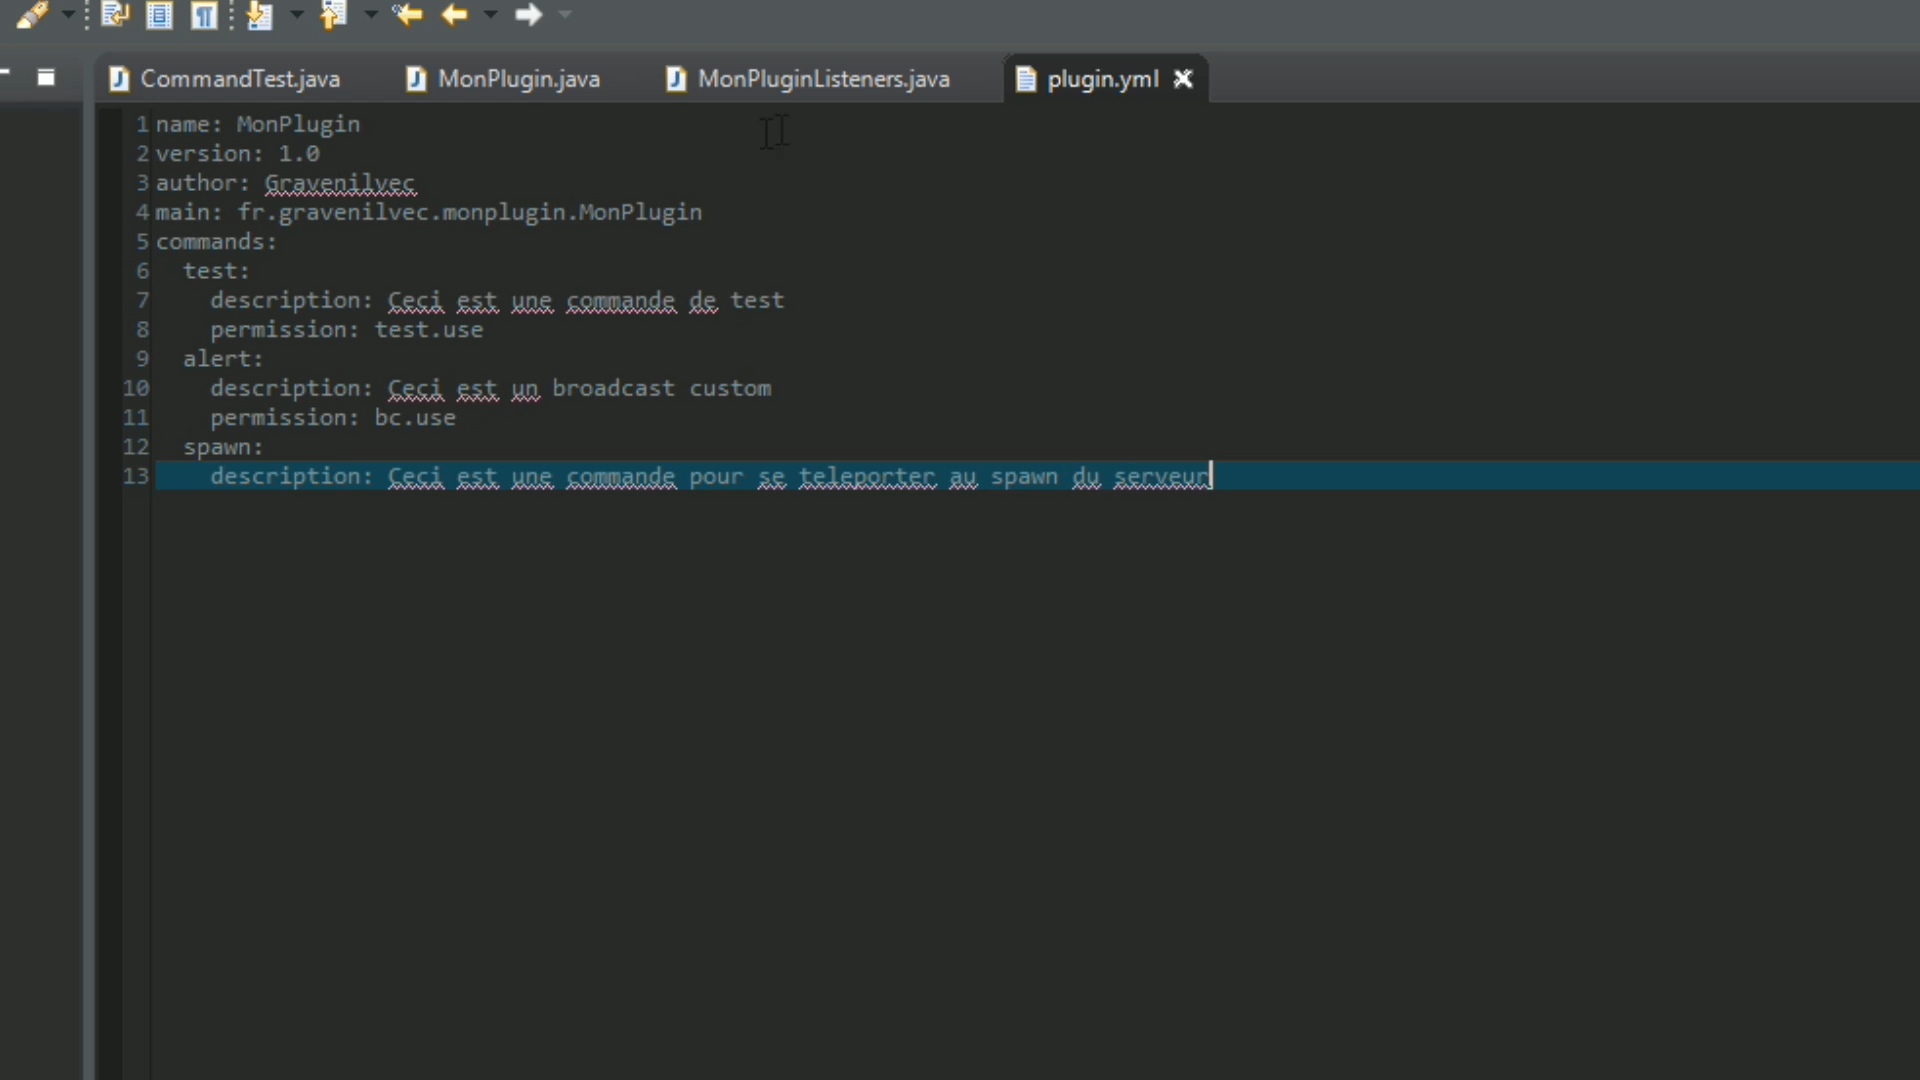 CommandTest.java MonPlugin.java MonPluginListeners.java plugin.yml
1 name: MonPlugin
2 version: 1.0
3 author: Gravenilvec
4 main: fr.gravenilvec.monplugin.MonPlugin
5 commands:
6   test:
7     description: Ceci est une commande de test
8     permission: test.use
9   alert:
10     description: Ceci est un broadcast custom
11     permission: bc.use
12   spawn:
13     description: Ceci est une commande pour se teleporter au spawn du serveur